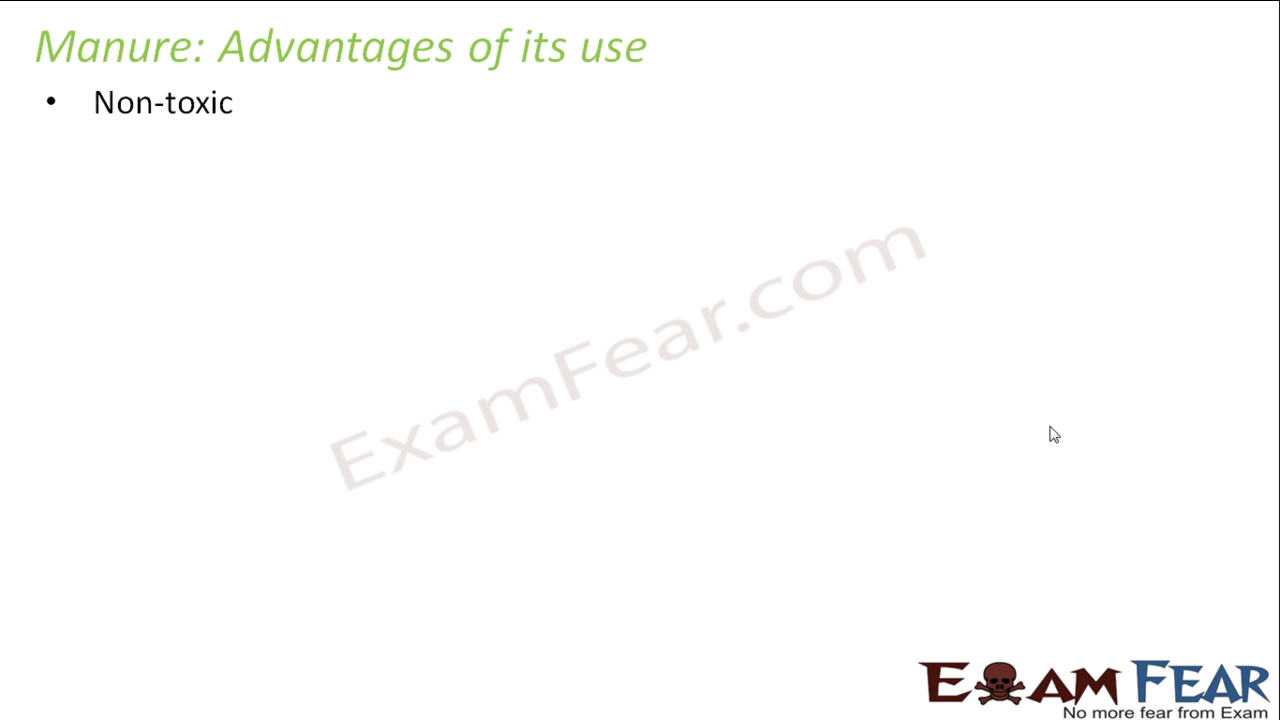 Manure: Advantages of its use
• Non-toxic
ExamFear.com
EXAM FEAR
No more fear from Exam